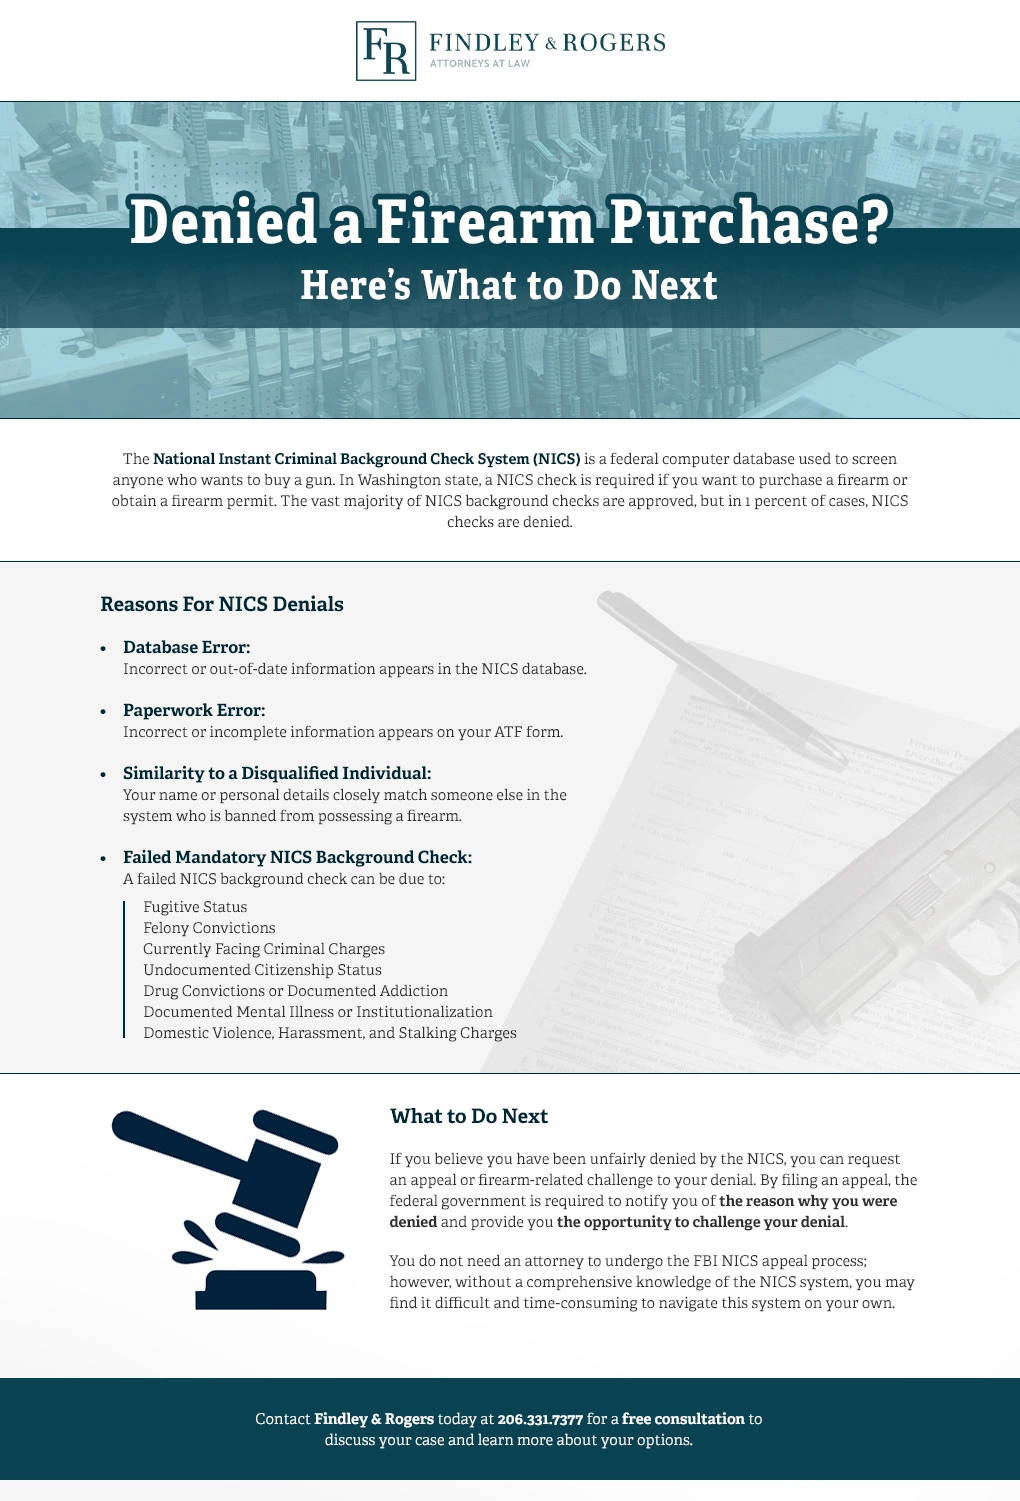 FR
FINDLEY & ROGERS
ATTORNEYS AT LAW
Denied a Firearm Purchase?
Here's What to Do Next
The National Instant Criminal Background Check System (NICS) is a federal computer database used to screen
anyone who wants to buy a gun. In Washington state, a NICS check is required if you want to purchase a firearm or
obtain a firearm permit. The vast majority of NICS background checks are approved, but in 1 percent of cases, NICS
checks are denied.
Reasons For NICS Denials
• Database Error:
Incorrect or out-of-date information appears in the NICS database.
• Paperwork Error:
Incorrect or incomplete information appears on your ATF form.
• Similarity to a Disqualified Individual:
Your name or personal details closely match someone else in the
system who is banned from possessing a firearm.
• Failed Mandatory NICS Background Check:
A failed NICS background check can be due to:
Fugitive Status
Felony Convictions
Currently Facing Criminal Charges
Undocumented Citizenship Status
Drug Convictions or Documented Addiction
Documented Mental Illness or Institutionalization
Domestic Violence, Harassment, and Stalking Charges
What to Do Next
If you believe you have been unfairly denied by the NICS, you can request
an appeal or firearm-related challenge to your denial. By filing an appeal, the
federal government is required to notify you of the reason why you were
denied and provide you the opportunity to challenge your denial.
You do not need an attorney to undergo the FBI NICS appeal process;
however, without a comprehensive knowledge of the NICS system, you may
find it difficult and time-consuming to navigate this system on your own.
Contact Findley & Rogers today at 206.331.7377 for a free consultation to
discuss your case and learn more about your options.